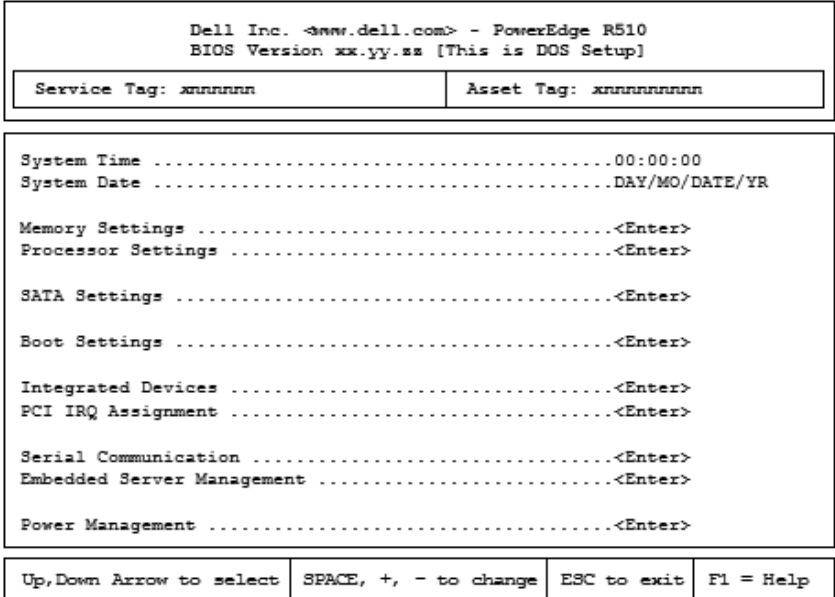 Dell Inc. <www.dell.com> - PowerEdge R510
BIOS Version xx.yy.zz [This is DOS Setup]
Service Tag: xnnnnnn Asset Tag: xnnnnnnnnn
System Time ..........................................00:00:00
System Date ..........................................DAY/MO/DATE/YR
Memory Settings ......................................<Enter>
Processor Settings ...................................<Enter>
SATA Settings ........................................<Enter>
Boot Settings ........................................<Enter>
Integrated Devices ...................................<Enter>
PCI IRQ Assignment ...................................<Enter>
Serial Communication .................................<Enter>
Embedded Server Management ...........................<Enter>
Power Management .....................................<Enter>
Up,Down Arrow to select SPACE, +, - to change ESC to exit F1 = Help